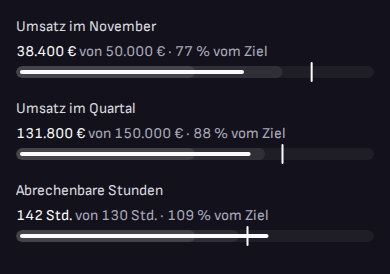 Umsatz im November
38.400 € von 50.000 € · 77 % vom Ziel
Umsatz im Quartal
131.800 € von 150.000 € · 88 % vom Ziel
Abrechenbare Stunden
142 Std. von 130 Std. · 109 % vom Ziel